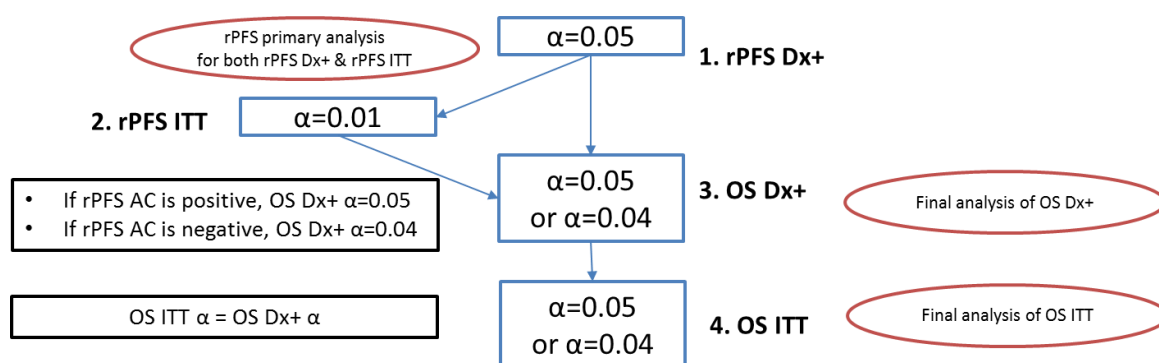 rPFS primary analysis
for both rPFS Dx+ & rPFS ITT
α=0.05
1. rPFS Dx+
2. rPFS ITT
α=0.01
• If rPFS AC is positive, OS Dx+ α=0.05
• If rPFS AC is negative, OS Dx+ α=0.04
α=0.05
or α=0.04
3. OS Dx+
Final analysis of OS Dx+
OS ITT α = OS Dx+ α
α=0.05
or α=0.04
4. OS ITT
Final analysis of OS ITT